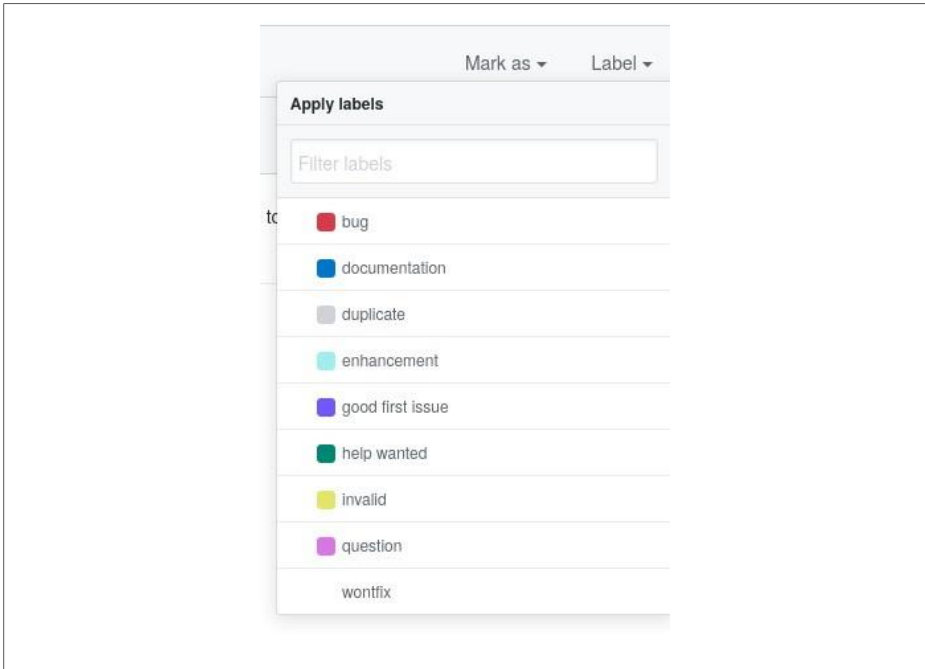 Mark as Label
Apply labels
Filter labels
to
bug
documentation
duplicate
enhancement
good first issue
help wanted
invalid
question
wontfix